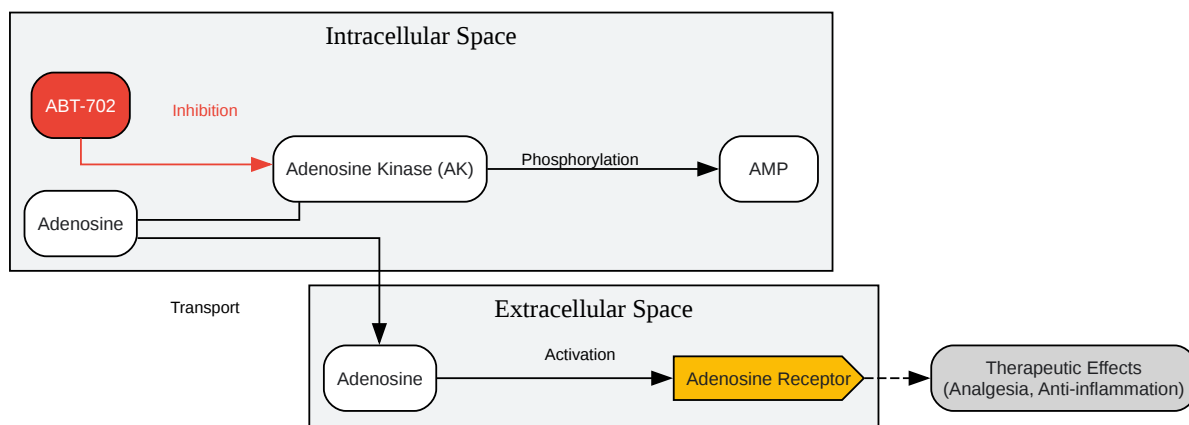 Intracellular Space
ABT-702
Inhibition
Adenosine Kinase (AK)
Phosphorylation
AMP
Adenosine
Transport
Extracellular Space
Adenosine
Activation
Adenosine Receptor
Therapeutic Effects
(Analgesia, Anti-inflammation)